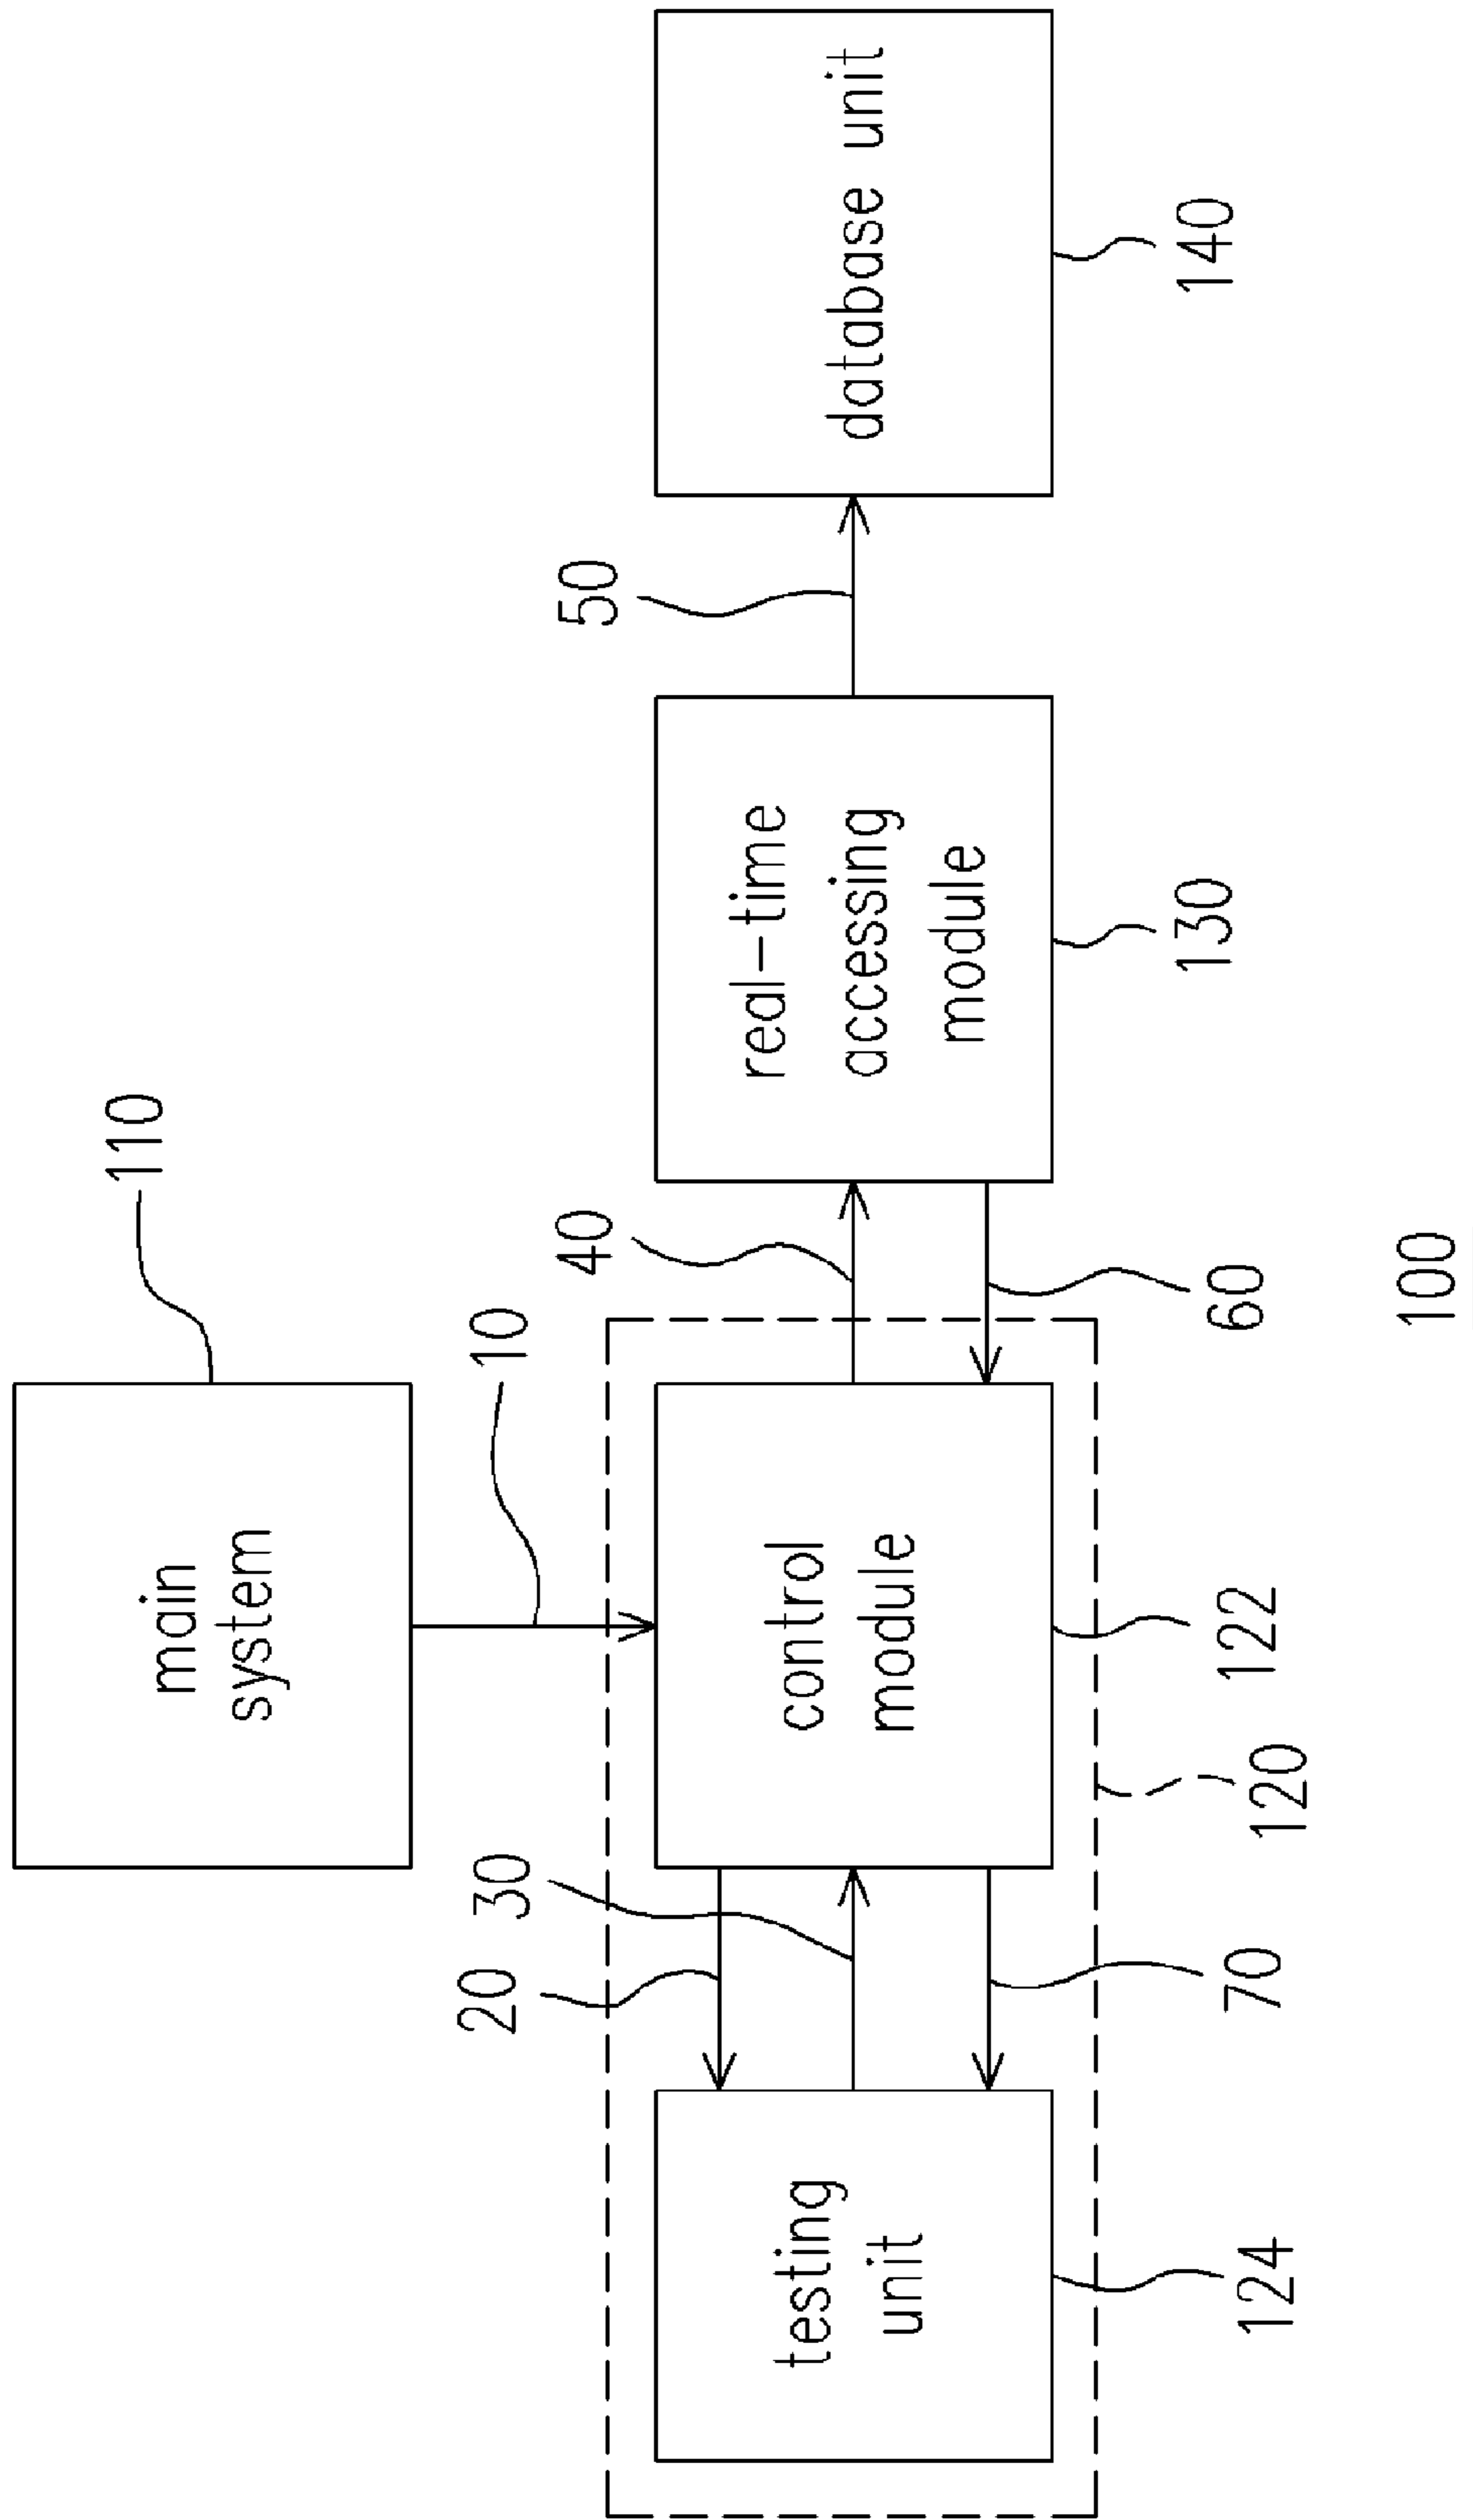 main
system
110
10
20
30
40
50
testing
unit
control
module
real-time
accessing
module
database unit
124
70
120
122
60
130
140
100